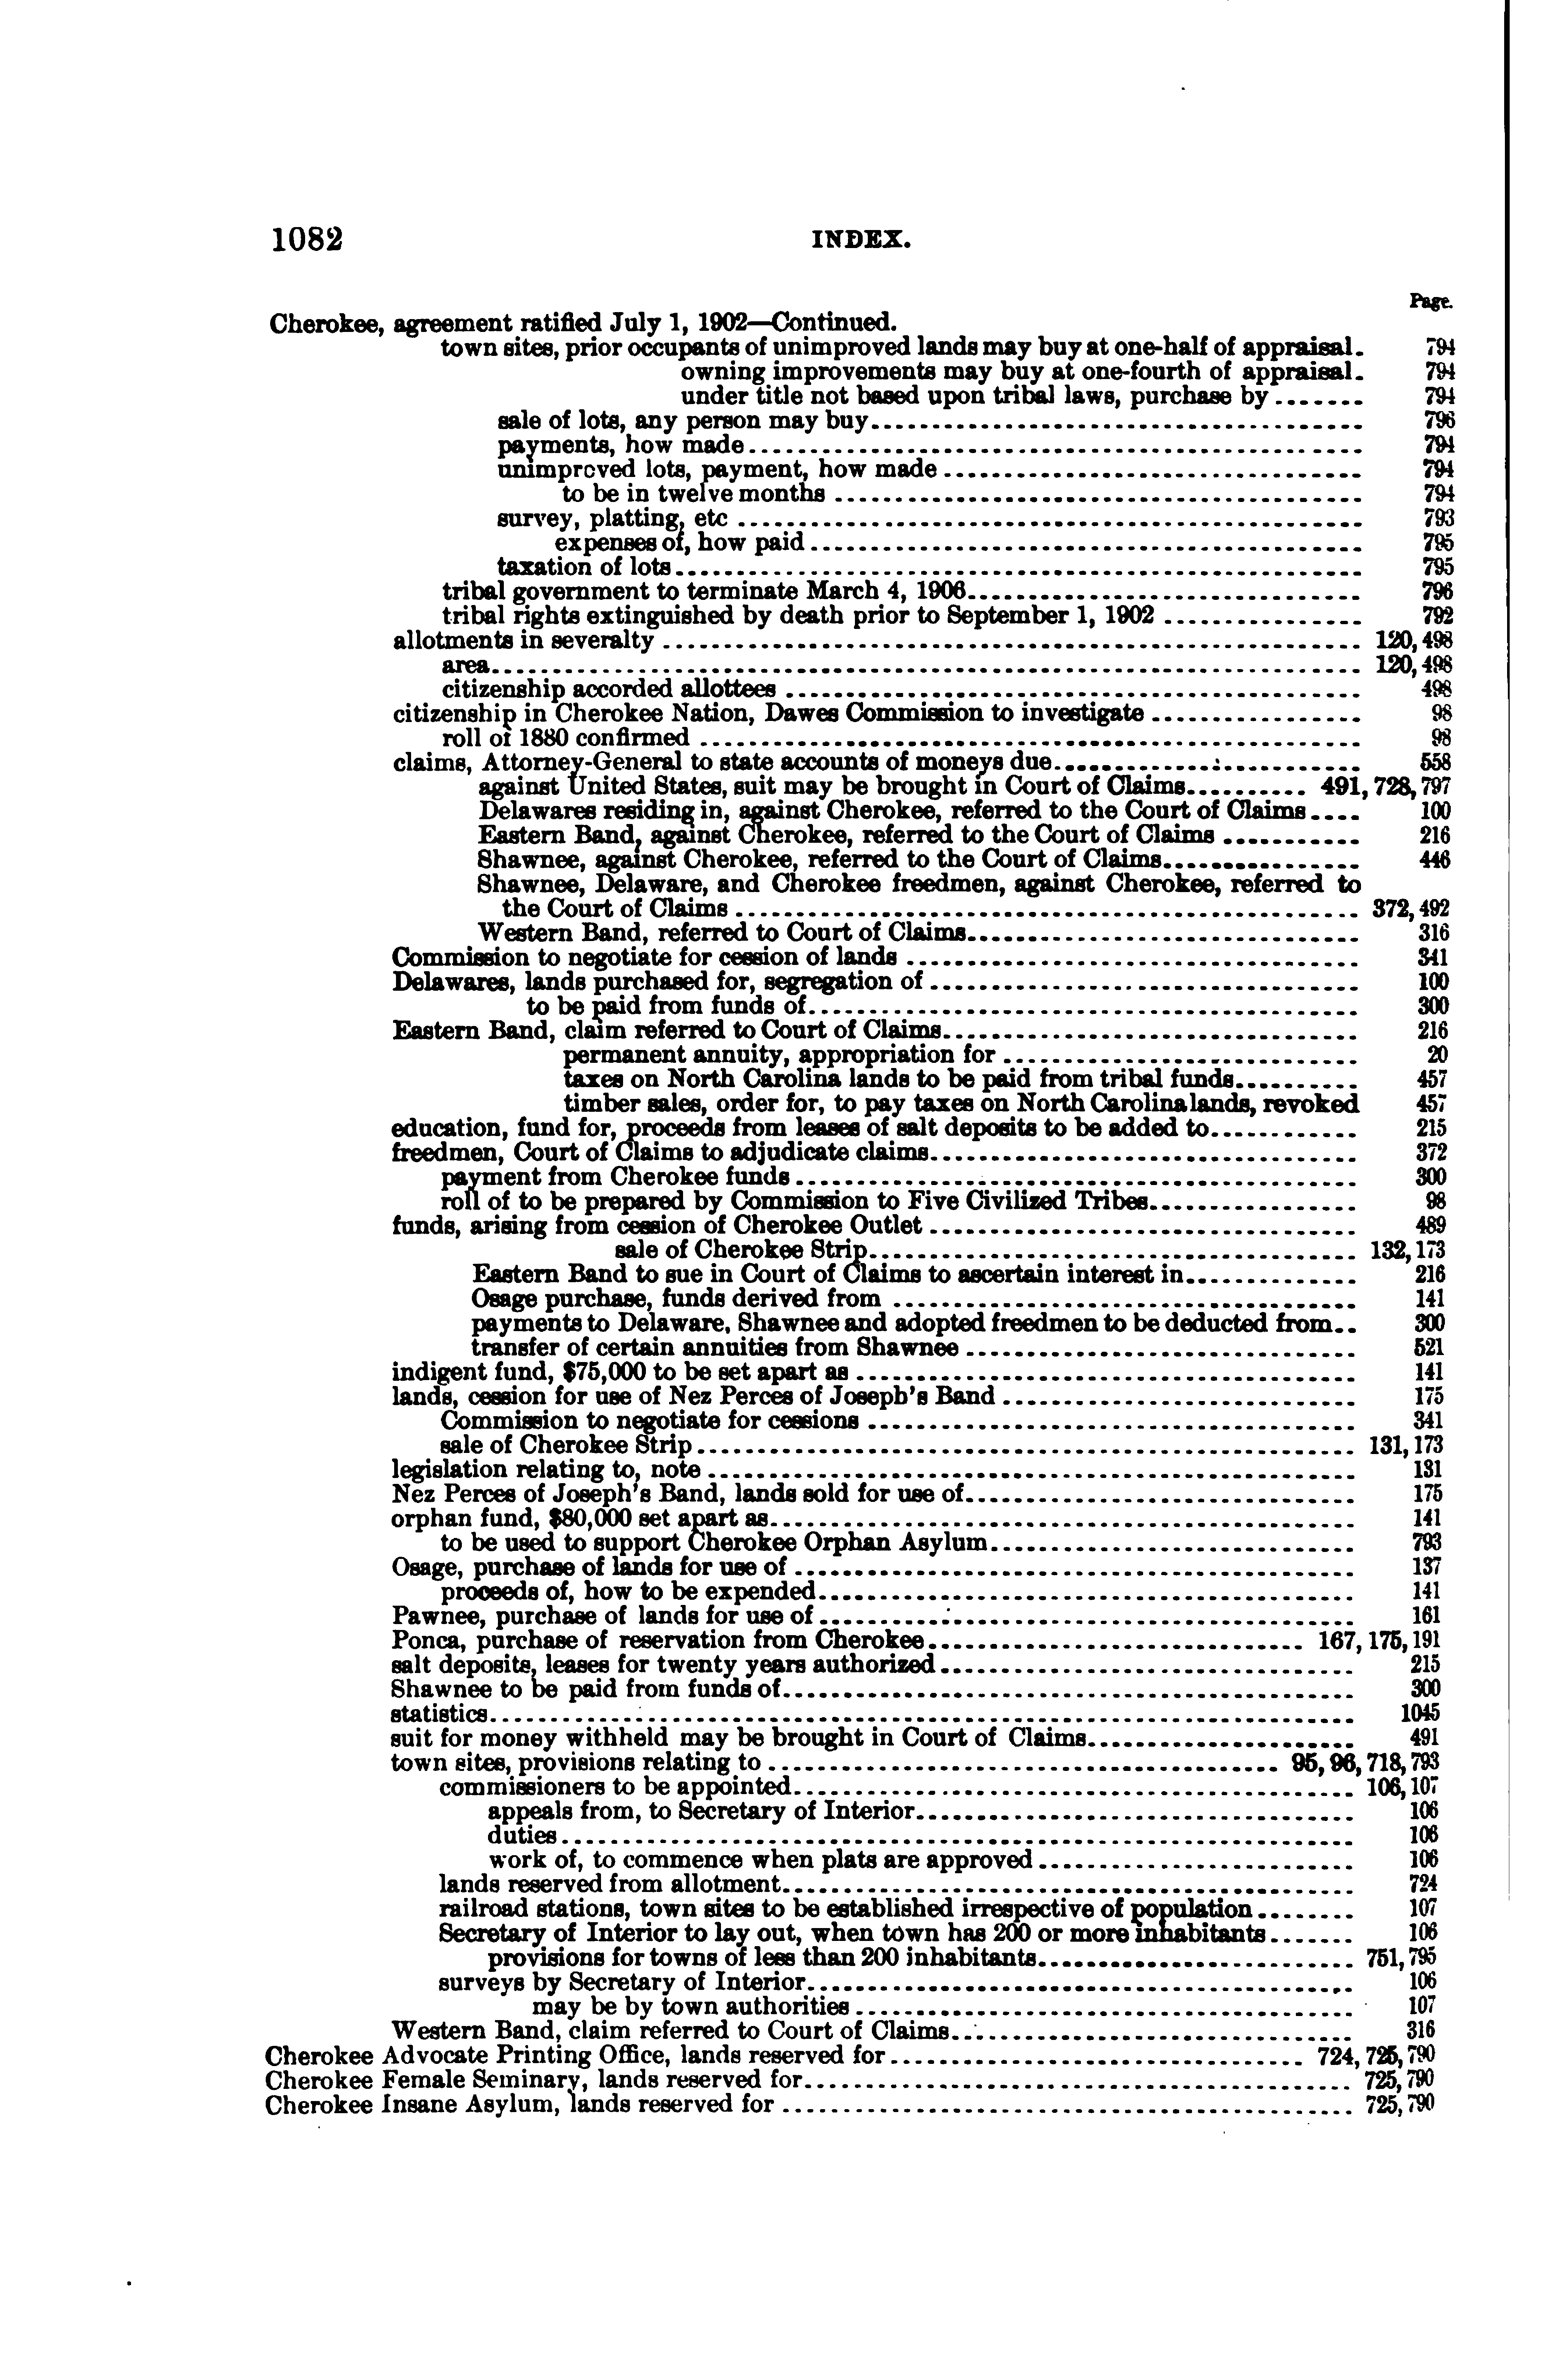 1082 INDEX.
Page.
Cherokee, agreement ratified July 1, 1902—Continued.
town sites, prior occupants of unimproved lands may buy at one-half of appraisal. 794
owning improvements may buy at one-fourth of appraisal. 794
under title not based upon tribal laws, purchase by ....... 794
sale of lots, any person may buy........................................ 796
payments, how made.................................................. 794
unimproved lots, payment, how made .................................. 794
to be in twelve months ........................................... 794
survey, platting, etc ................................................... 793
expenses of, how paid............................................. 795
taxation of lots........................................................ 795
tribal government to terminate March 4, 1906................................ 796
tribal rights extinguished by death prior to September 1, 1902 ................ 792
allotments in severalty ......................................................... 120, 498
area....................................................................... 120, 498
citizenship accorded allottees ............................................... 498
citizenship in Cherokee Nation, Dawes Commission to investigate ................. 98
roll of 1880 confirmed ...................................................... 98
claims, Attorney-General to state accounts of moneys due......................... 558
against United States, suit may be brought in Court of Claims.......... 491, 728, 797
Delawares residing in, against Cherokee, referred to the Court of Claims.... 100
Eastern Band, against Cherokee, referred to the Court of Claims ........... 216
Shawnee, against Cherokee, referred to the Court of Claims................ 446
Shawnee, Delaware, and Cherokee freedmen, against Cherokee, referred to
the Court of Claims ................................................... 372, 492
Western Band, referred to Court of Claims................................ 316
Commission to negotiate for cession of lands ..................................... 341
Delawares, lands purchased for, segregation of ................................... 100
to be paid from funds of............................................. 300
Eastern Band, claim referred to Court of Claims.................................. 216
permanent annuity, appropriation for ............................. 20
taxes on North Carolina lands to be paid from tribal funds.......... 457
timber sales, order for, to pay taxes on North Carolina lands, revoked 457
education, fund for, proceeds from leases of salt deposits to be added to............ 215
freedmen, Court of Claims to adjudicate claims................................... 372
payment from Cherokee funds.............................................. 300
roll of to be prepared by Commission to Five Civilized Tribes................. 98
funds, arising from cession of Cherokee Outlet ................................... 489
sale of Cherokee Strip........................................ 132, 173
Eastern Band to sue in Court of Claims to ascertain interest in.............. 216
Osage purchase, funds derived from ...................................... 141
payments to Delaware, Shawnee and adopted freedmen to be deducted from.. 300
transfer of certain annuities from Shawnee ................................ 521
indigent fund, $75,000 to be set apart as ......................................... 141
lands, cession for use of Nez Perces of Joseph's Band ............................. 175
Commission to negotiate for cessions ........................................ 341
sale of Cherokee Strip...................................................... 131, 173
legislation relating to, note ..................................................... 131
Nez Perces of Joseph's Band, lands sold for use of................................ 175
orphan fund, $80,000 set apart as................................................ 141
to be used to support Cherokee Orphan Asylum.............................. 793
Osage, purchase of lands for use of .............................................. 137
proceeds of, how to be expended............................................ 141
Pawnee, purchase of lands for use of ............................................ 161
Ponca, purchase of reservation from Cherokee............................... 167, 175, 191
salt deposits, leases for twenty years authorized.................................. 215
Shawnee to be paid from funds of............................................... 300
statistics....................................................................... 1045
suit for money withheld may be brought in Court of Claims...................... 491
town sites, provisions relating to .......................................... 95, 96, 718, 793
commissioners to be appointed.............................................. 106, 107
appeals from, to Secretary of Interior.................................... 106
duties................................................................. 106
work of, to commence when plats are approved .......................... 106
lands reserved from allotment............................................... 724
railroad stations, town sites to be established irrespective of population........ 107
Secretary of Interior to lay out, when town has 200 or more inhabitants....... 106
provisions for towns of less than 200 inhabitants.......................... 751, 795
surveys by Secretary of Interior............................................. 106
may be by town authorities ......................................... 107
Western Band, claim referred to Court of Claims................................. 316
Cherokee Advocate Printing Office, lands reserved for.................................. 724, 725, 790
Cherokee Female Seminary, lands reserved for............................................. 725, 790
Cherokee Insane Asylum, lands reserved for ............................................... 725, 790